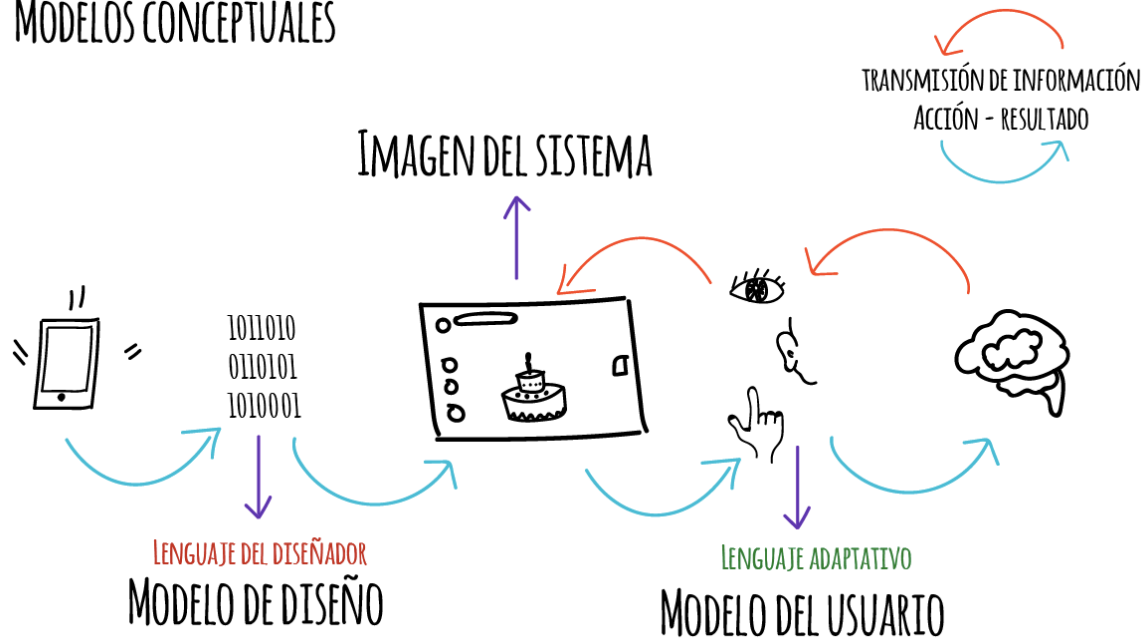 MODELOS CONCEPTUALES
TRANSMISIÓN DE INFORMACIÓN
ACCIÓN - RESULTADO
IMAGEN DEL SISTEMA
1011010
0110101
1010001
LENGUAJE DEL DISEÑADOR
MODELO DE DISEÑO
LENGUAJE ADAPTATIVO
MODELO DEL USUARIO